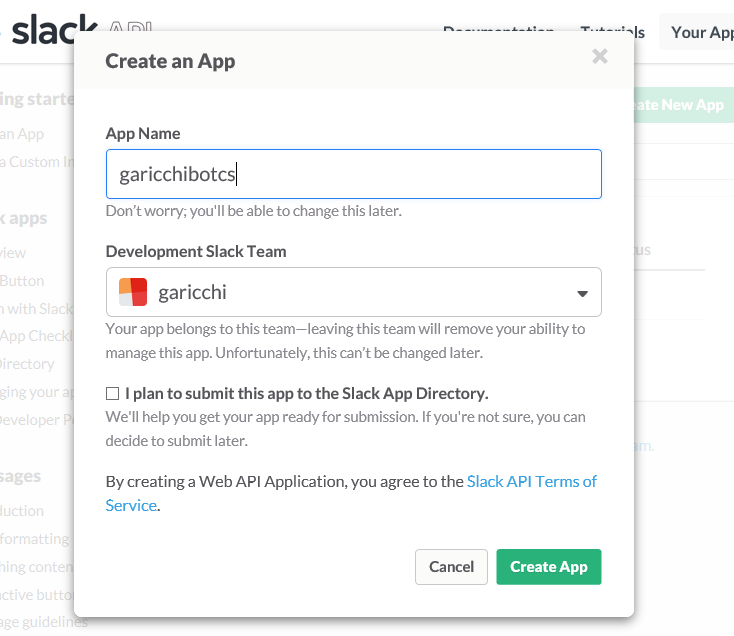 slack API
Documentation Tutorials Your App
Create an App
App Name
garicchibotcs
Don't worry; you'll be able to change this later.
Development Slack Team
garicchi
Your app belongs to this team—leaving this team will remove your ability to
manage this app. Unfortunately, this can't be changed later.
I plan to submit this app to the Slack App Directory.
We'll help you get your app ready for submission. If you're not sure, you can
decide to submit later.
By creating a Web API Application, you agree to the Slack API Terms of
Service.
Cancel Create App
ing starte
an App
a Custom In
k apps
view
Button
n with Slack
App Checkl
Directory
ging your ap
Developer P
sages
duction
formatting
hing conten
active butto
age guidelines
ate New App
us
am.